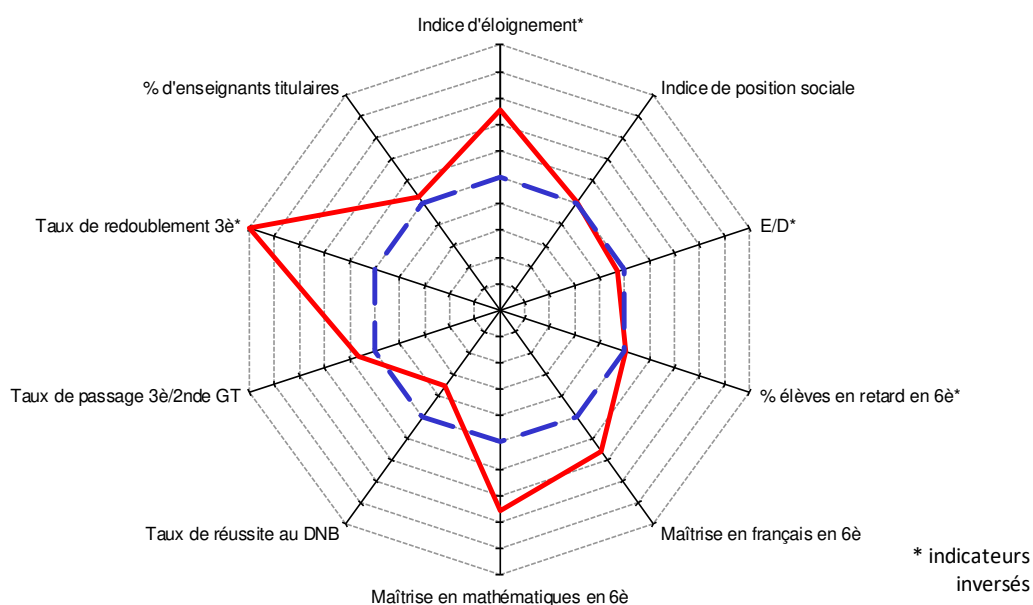 Indice d'éloignement*
% d'enseignants titulaires
Indice de position sociale
Taux de redoublement 3è*
E/D*
Taux de passage 3è/2nde GT
% élèves en retard en 6è*
Taux de réussite au DNB
Maîtrise en français en 6è
Maîtrise en mathématiques en 6è
* indicateurs
inversés